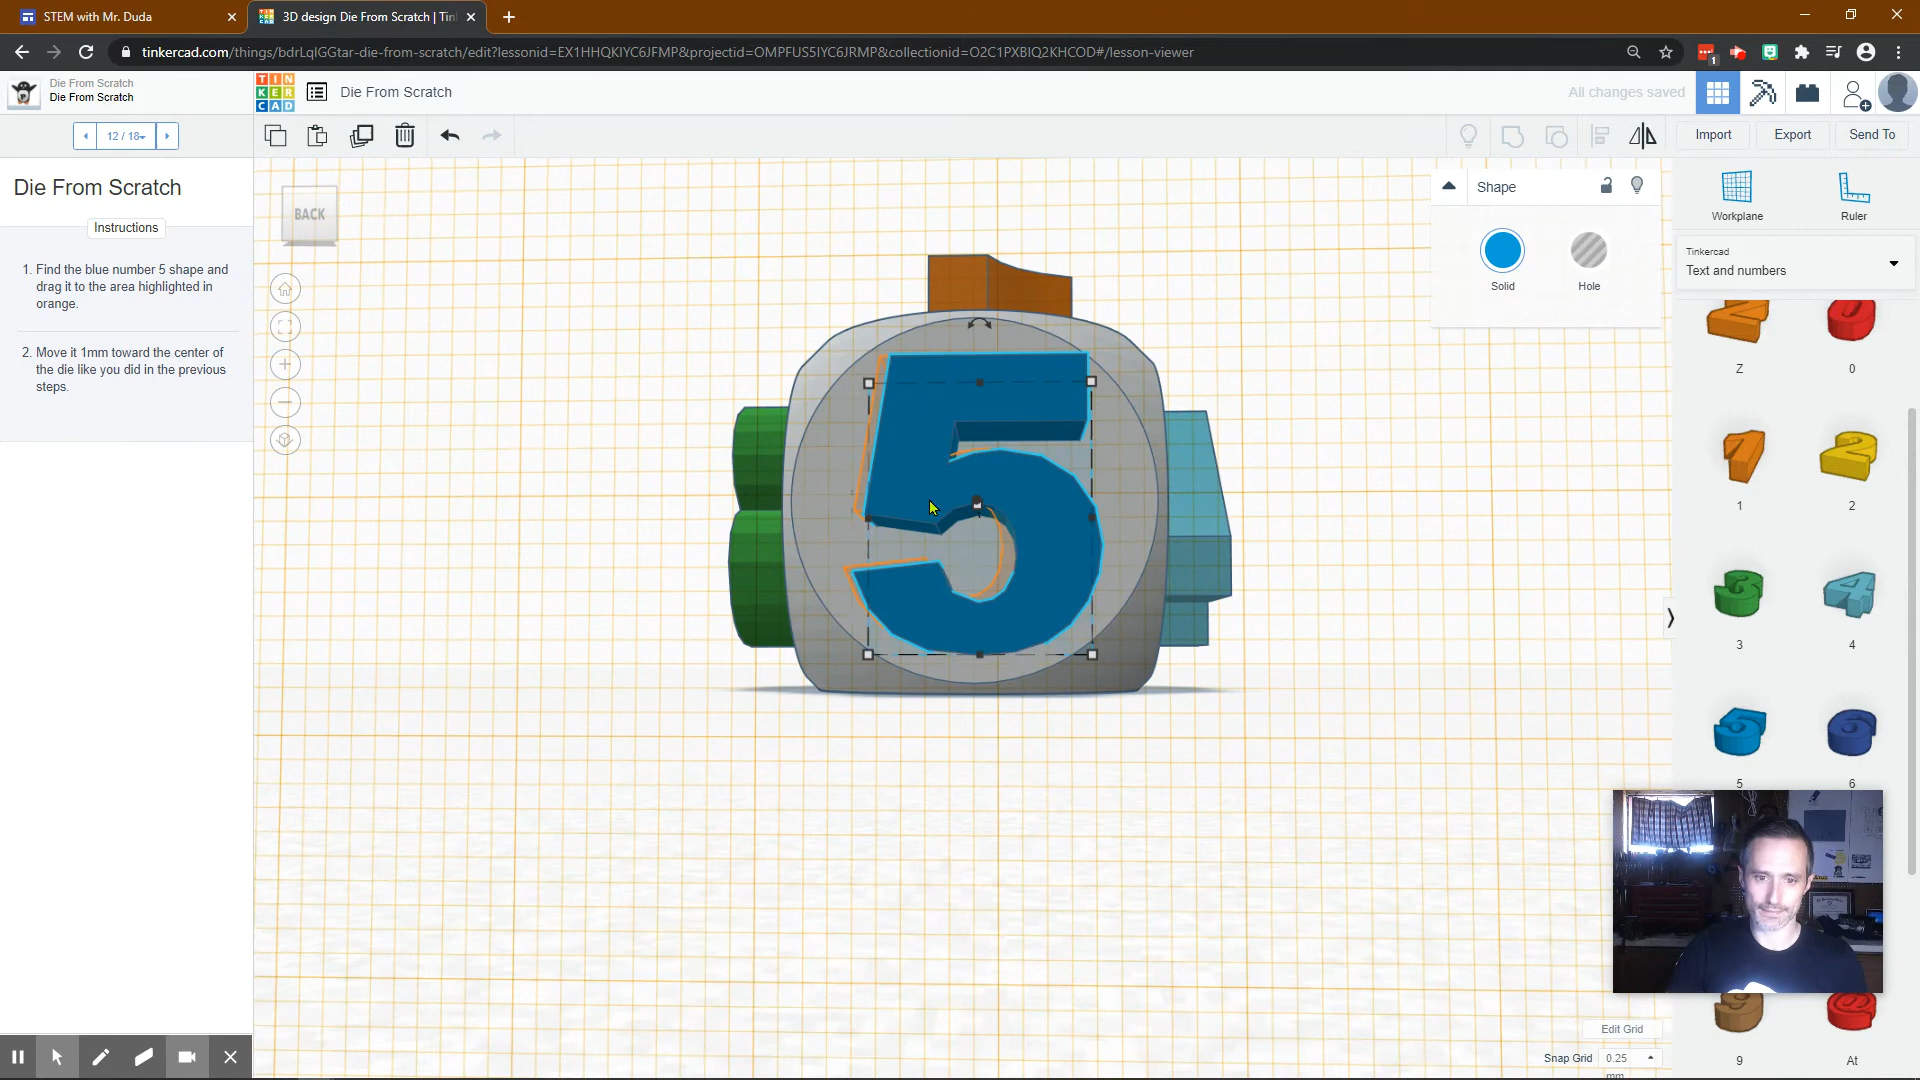 STEM with Mr. Duda
3D design Die From Scratch | Tin
tinkercad.com/things/bdrLqlGGtar-die-from-scratch/edit?lessonid=EX1HHQKIYC6JFMP&projectid=OMPFUS5IYC6JRMP&collectionid=O2C1PXBIQ2KHCOD#/lesson-viewer
1
Die From Scratch
Die From Scratch
TIN
KER
CAD
Die From Scratch
All changes saved
12 / 18
Import
Export
Send To
Die From Scratch
Instructions
1. Find the blue number 5 shape and
drag it to the area highlighted in
orange.
2. Move it 1mm toward the center of
the die like you did in the previous
steps.
BACK
5
Shape
Solid
Hole
Workplane
Ruler
Tinkercad
Text and numbers
Z
0
1
2
3
4
5
6
9
At
Edit Grid
Snap Grid
0.25
mm